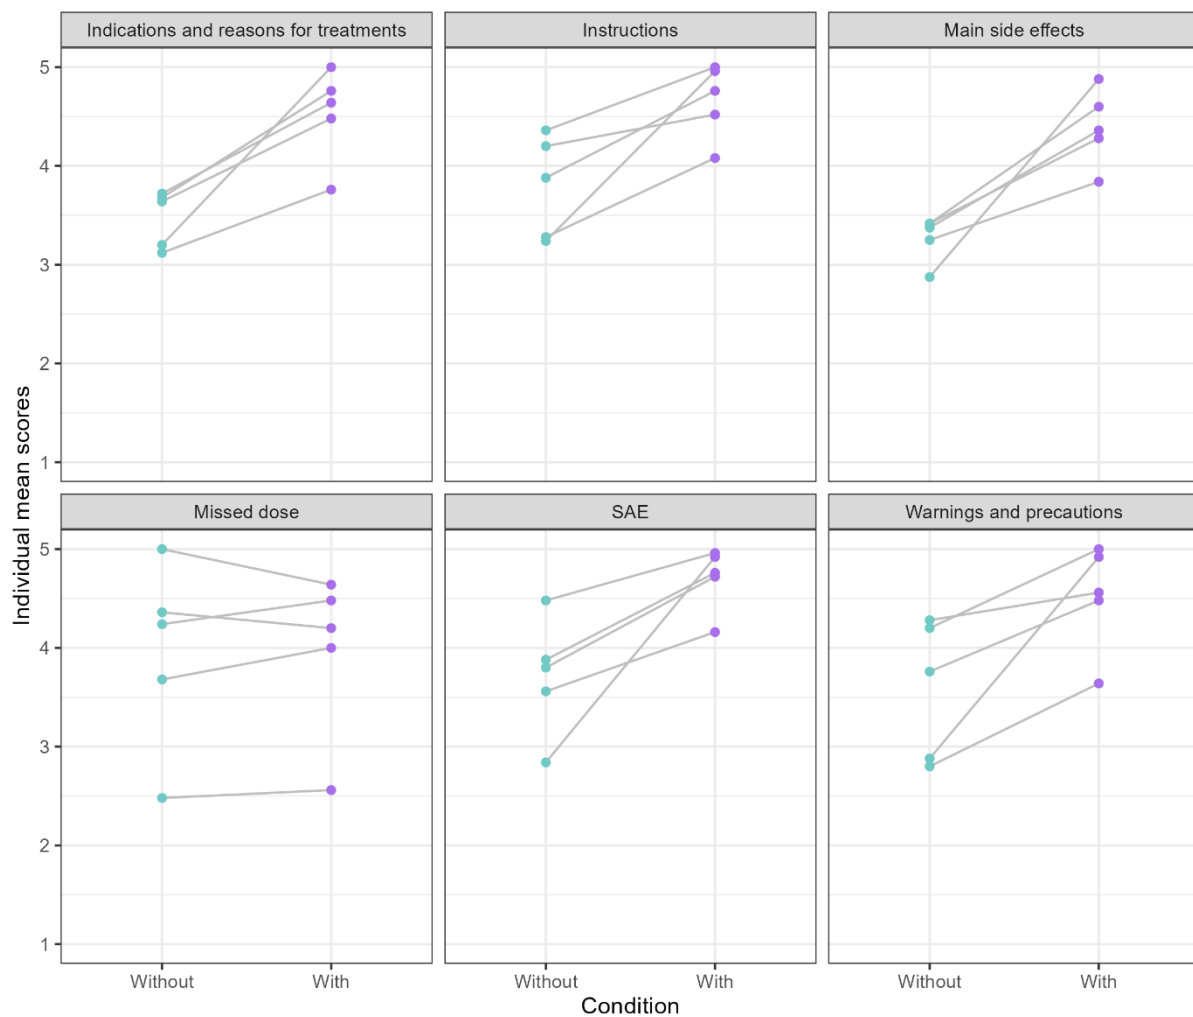 Indications and reasons for treatments
Instructions
Main side effects
5
4
3
2
1
Individual mean scores
Missed dose
SAE
Warnings and precautions
5
4
3
2
1
Without
With
Without
With
Without
With
Condition